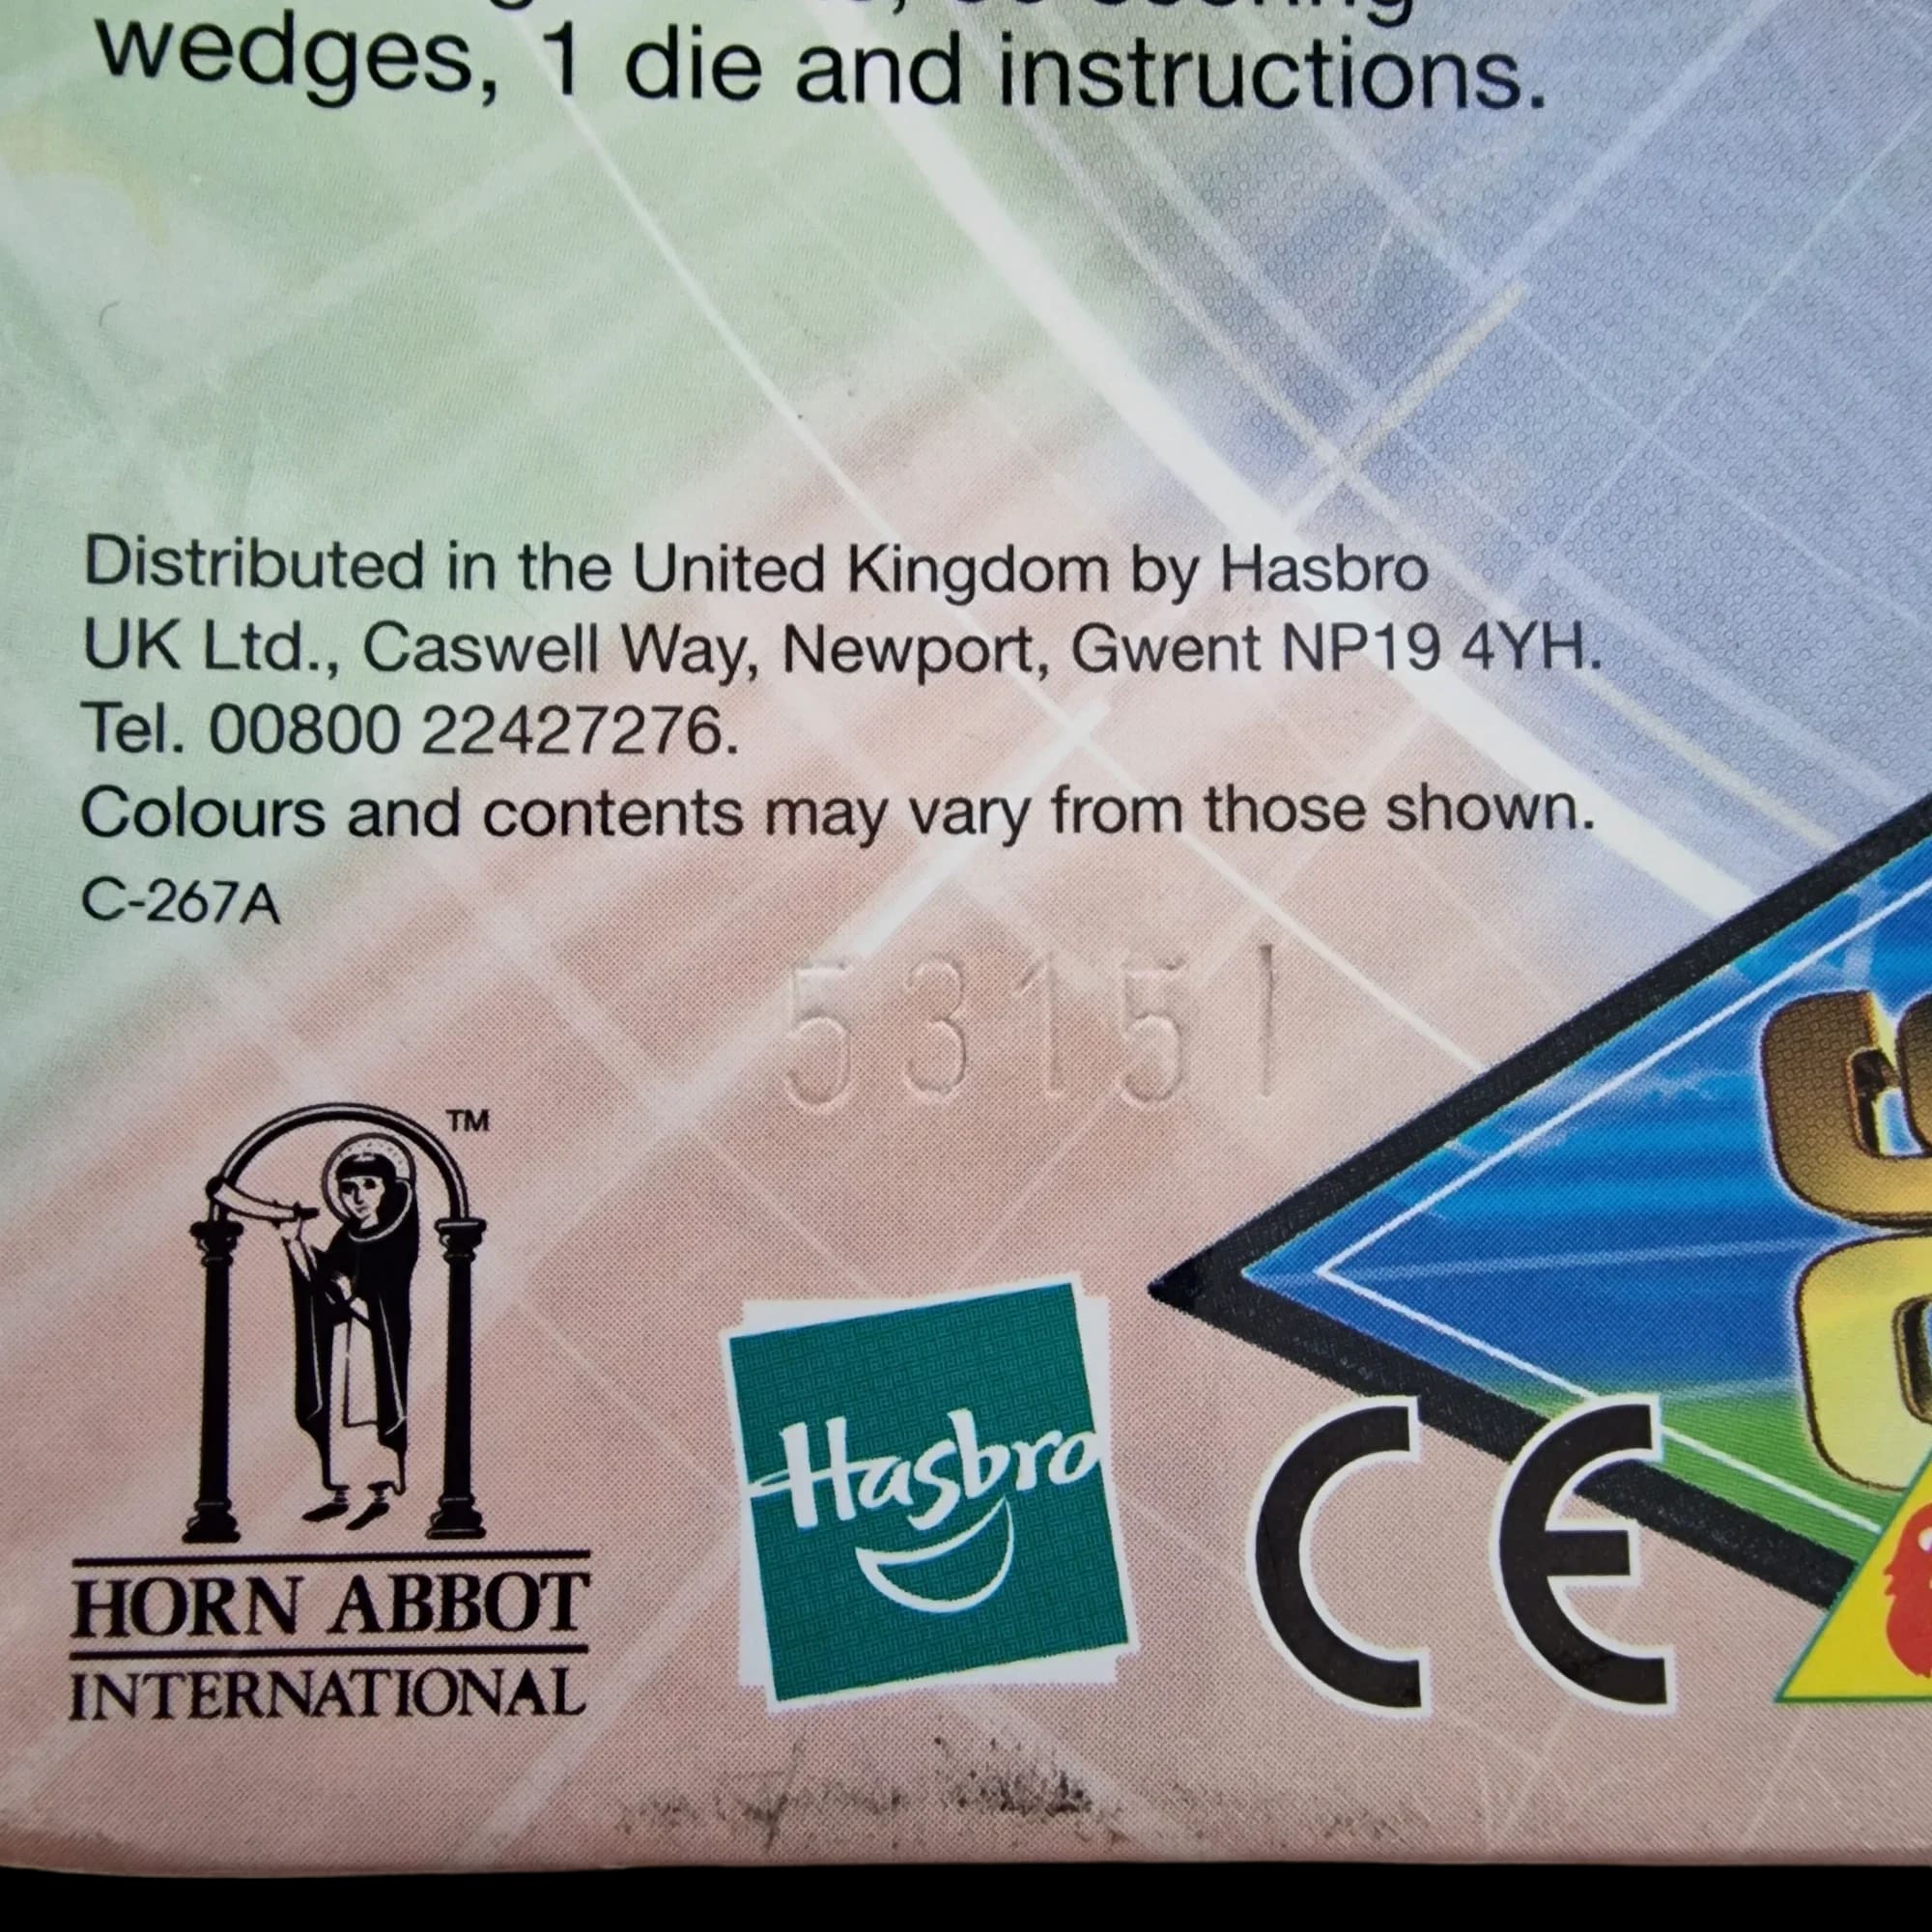 wedges, 1 die and instructions.
Distributed in the United Kingdom by Hasbro
UK Ltd., Caswell Way, Newport, Gwent NP19 4YH.
Tel. 00800 22427276.
Colours and contents may vary from those shown.
C-267A
53151
TM
HORN ABBOT
INTERNATIONAL
Hasbro
CE